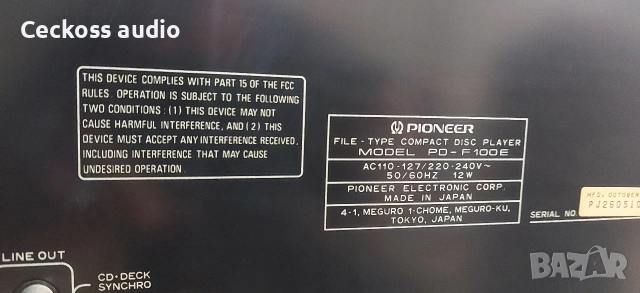 Ceckoss audio
THIS DEVICE COMPLIES WITH PART 15 OF THE FCC
RULES. OPERATION IS SUBJECT TO THE FOLLOWING
TWO CONDITIONS : (1) THIS DEVICE MAY NOT
CAUSE HARMFUL INTERFERENCE, AND (2) THIS
DEVICE MUST ACCEPT ANY INTERFERENCE RECEIVED,
INCLUDING INTERFERENCE THAT MAY CAUSE
UNDESIRED OPERATION.
PIONEER
FILE - TYPE COMPACT DISC PLAYER
MODEL PD-F100E
AC110-127/220-240V~
50/60HZ 12W
PIONEER ELECTRONIC CORP.
MADE IN JAPAN
4-1, MEGURO 1-CHOME, MEGURO-KU,
TOKYO, JAPAN
MFD. OCTOBER
SERIAL NO. PJ260510
LINE OUT
CD•DECK
SYNCHRO
BAZAR